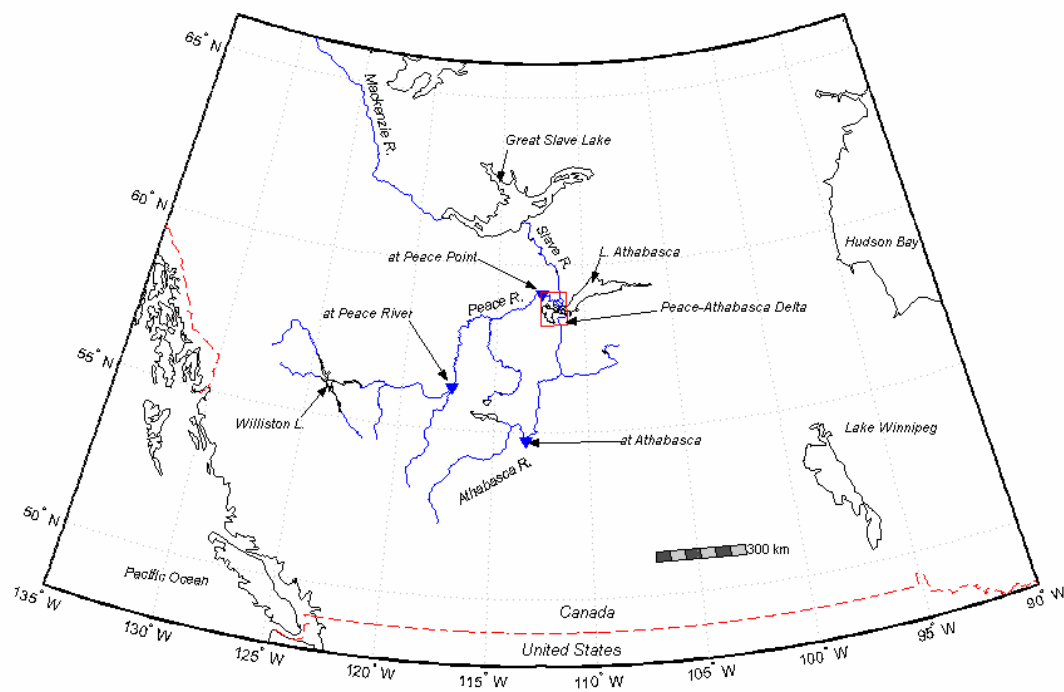 65° N
Mackenzie R.
Great Slave Lake
60° N
Slave R.
Hudson Bay
at Peace Point
L. Athabasca
Peace R.
Peace-Athabasca Delta
at Peace River
55° N
Williston L.
at Athabasca
Lake Winnipeg
Athabasca R.
50° N
300 km
Pacific Ocean
135° W
Canada
90° W
United States
130° W
95° W
125° W
100° W
120° W
105° W
115° W
110° W